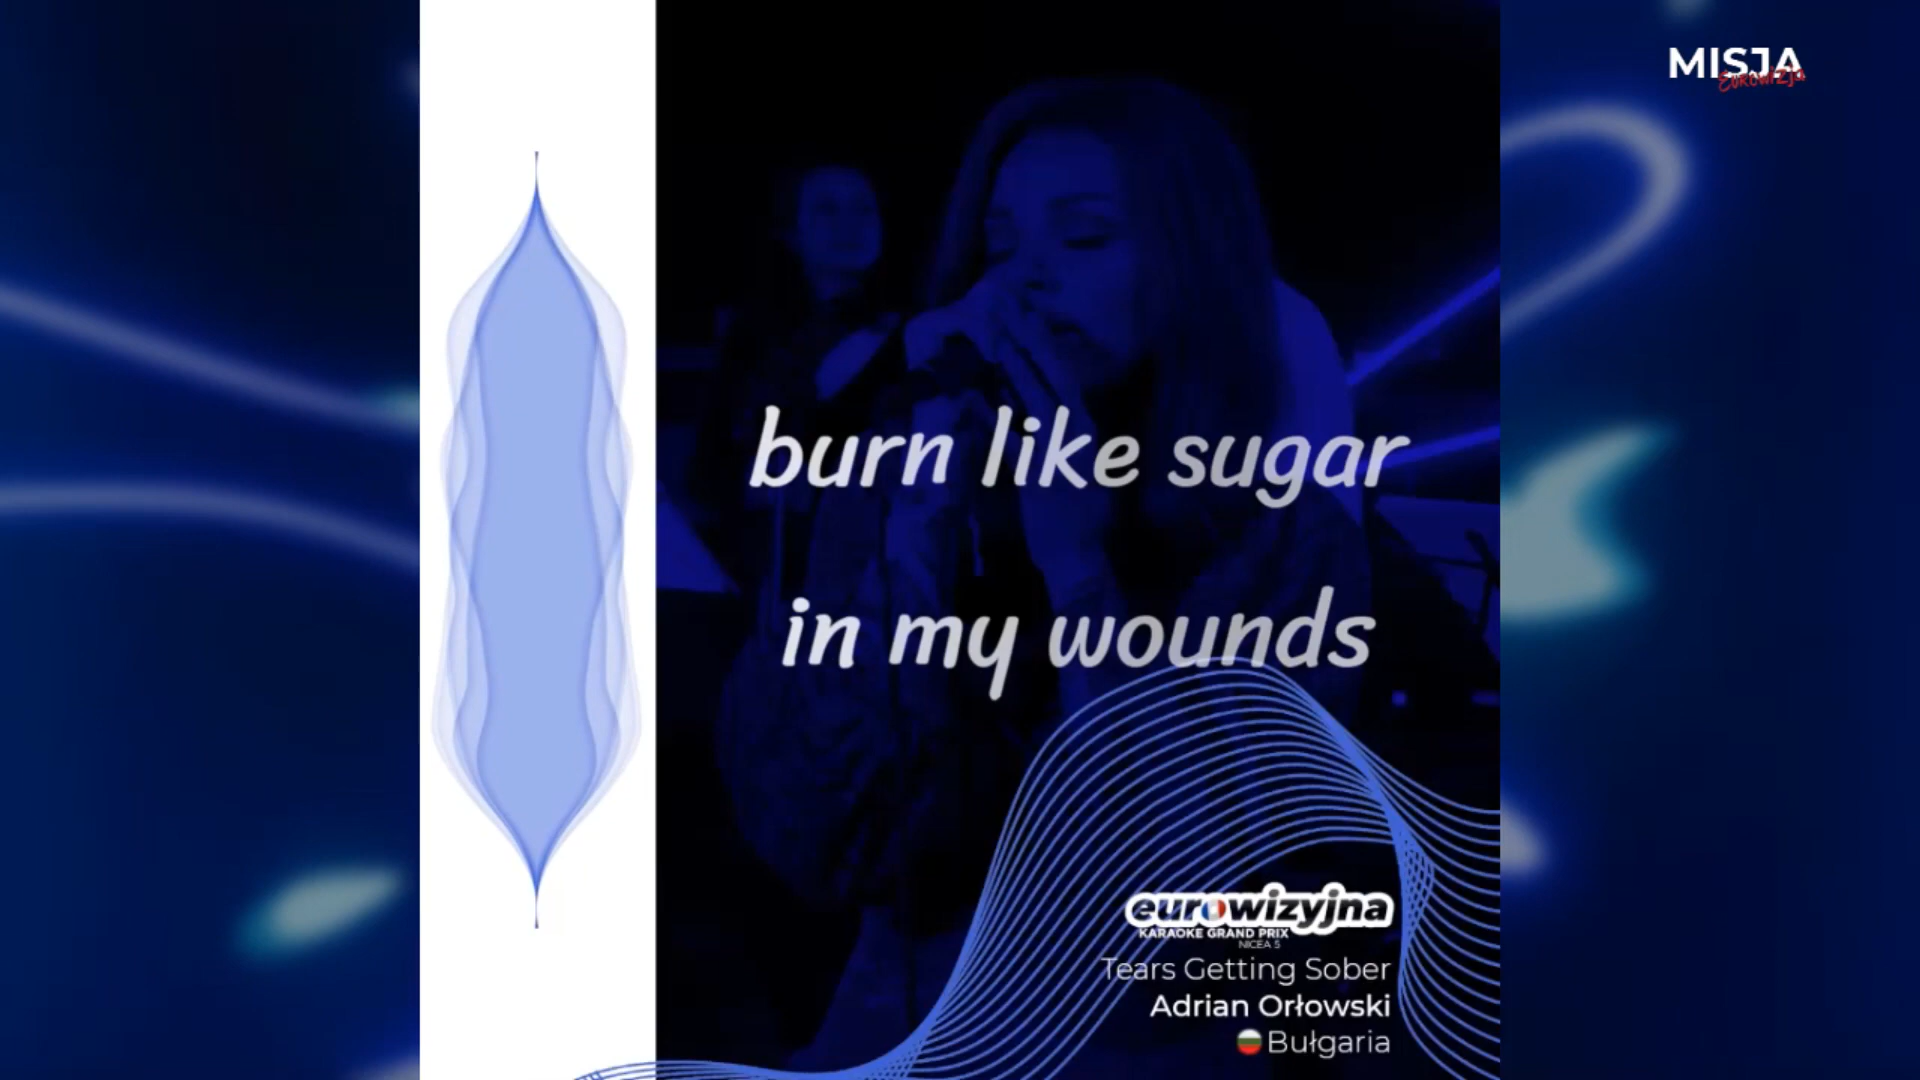 MISJA
Eurowizja
burn like sugar
in my wounds
eurowizyjna
KARAOKE GRAND PRIX
NICEA 5
Tears Getting Sober
Adrian Orłowski
Bułgaria